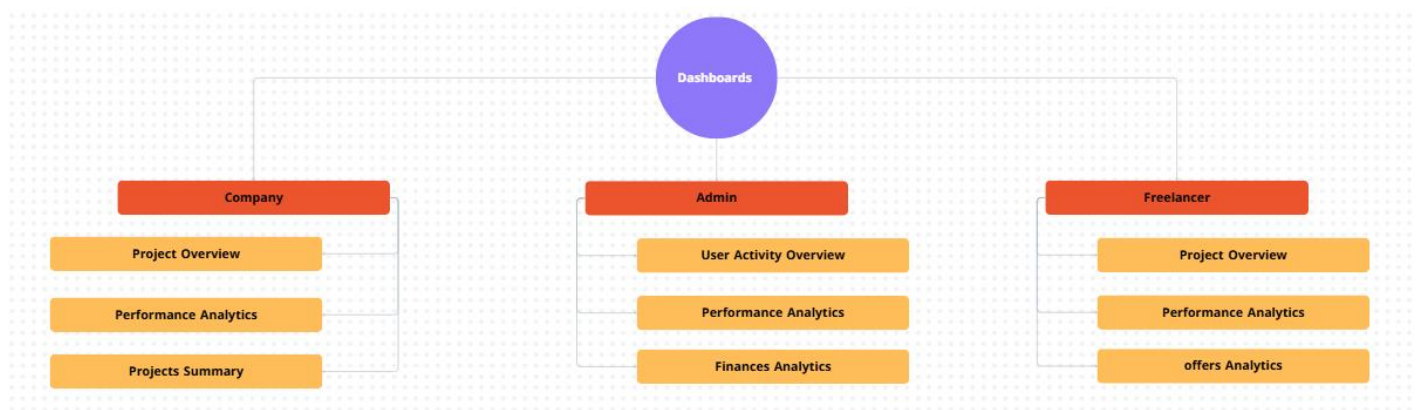 Dashboards
Company
Project Overview
Performance Analytics
Projects Summary
Admin
User Activity Overview
Performance Analytics
Finances Analytics
Freelancer
Project Overview
Performance Analytics
offers Analytics